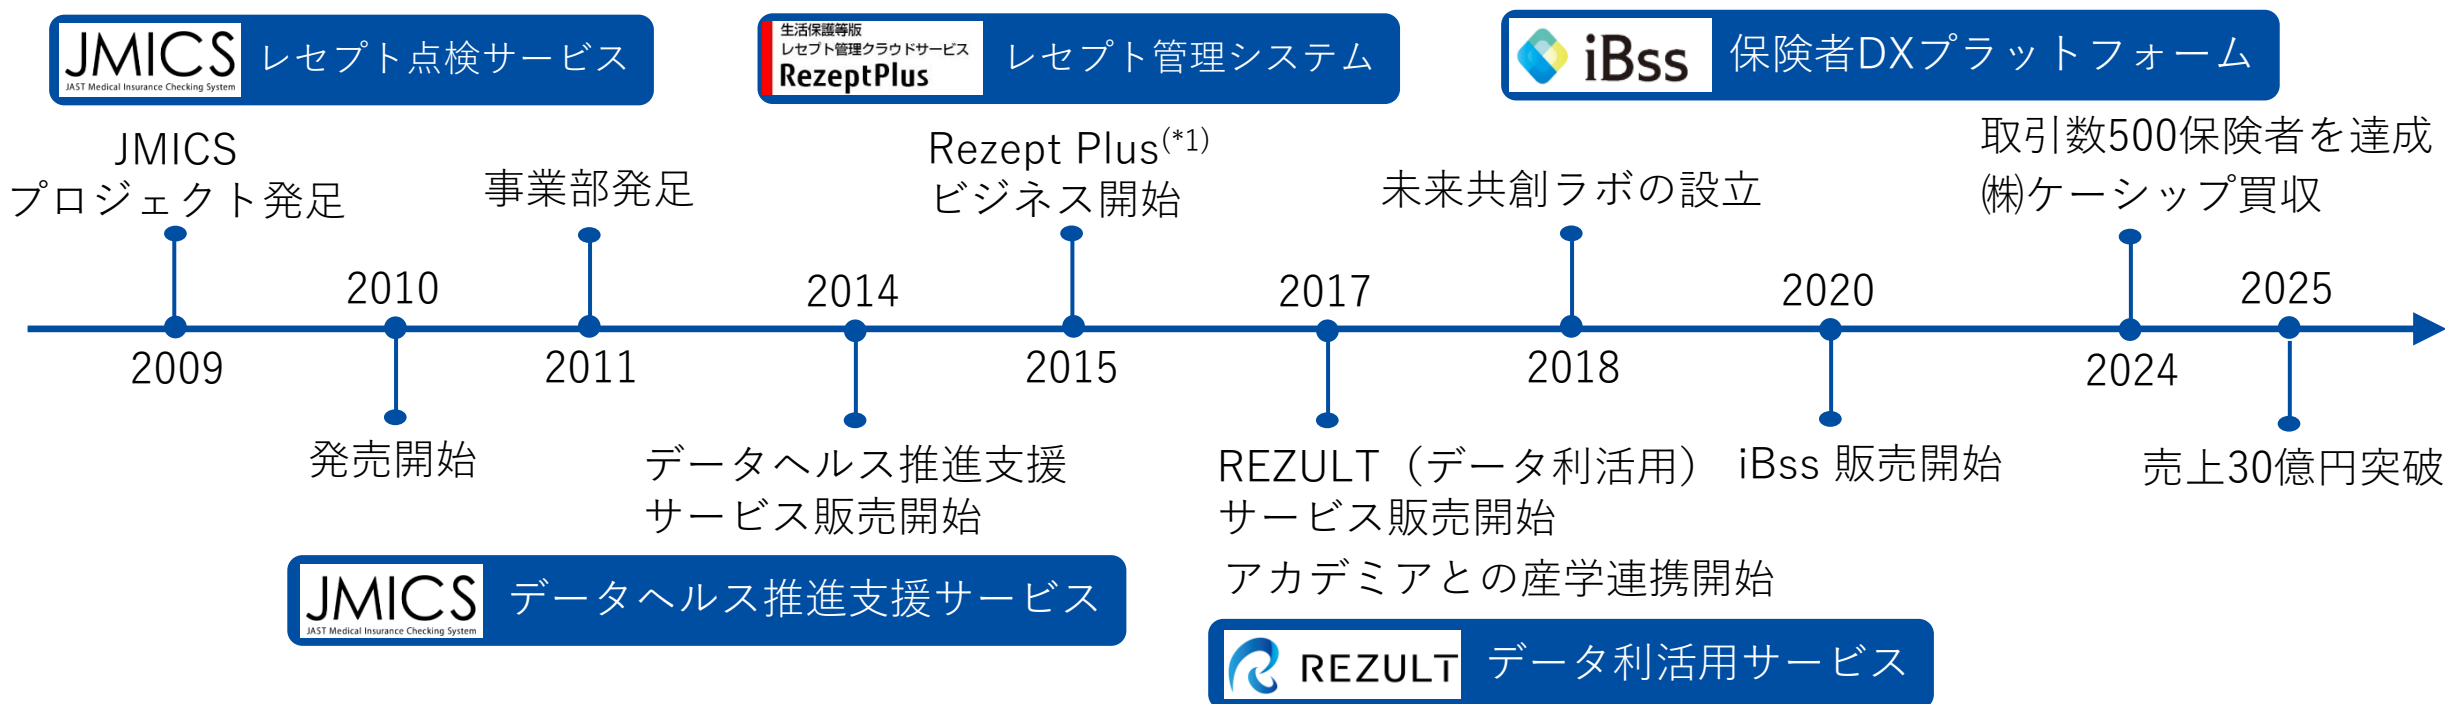 JMICS
JAST Medical Insurance Checking System
レセプト点検サービス
生活保護等版
レセプト管理クラウドサービス
RezeptPlus
レセプト管理システム
iBss
保険者DXプラットフォーム
JMICS
プロジェクト発足
事業部発足
Rezept Plus(*1)
ビジネス開始
未来共創ラボの設立
取引数500保険者を達成
㈱ケーシップ買収
2010
2014
2017
2020
2025
2009
2011
2015
2018
2024
発売開始
データヘルス推進支援
サービス販売開始
REZULT（データ利活用）
サービス販売開始
アカデミアとの産学連携開始
iBss 販売開始
売上30億円突破
JMICS
JAST Medical Insurance Checking System
データヘルス推進支援サービス
REZULT
データ利活用サービス